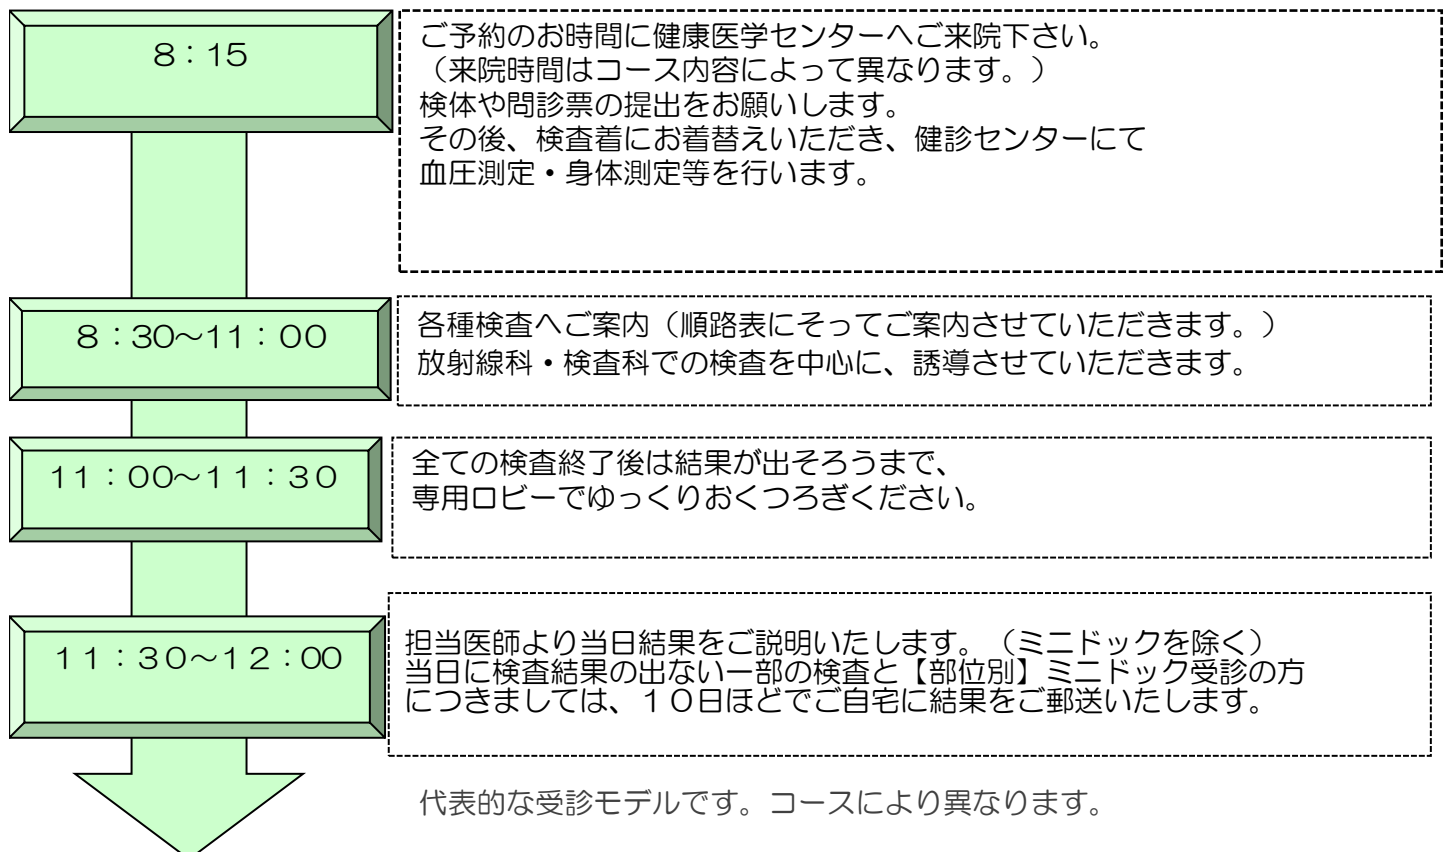 ８：15
ご予約のお時間に健康医学センターへご来院下さい。
（来院時間はコース内容によって異なります。）
検体や問診票の提出をお願いします。
その後、検査着にお着替えいただき、健診センターにて
血圧測定・身体測定等を行います。
８：30～11：00
各種検査へご案内（順路表にそってご案内させていただきます。）
放射線科・検査科での検査を中心に、誘導させていただきます。
11：00～11：30
全ての検査終了後は結果が出そろうまで、
専用ロビーでゆっくりおくつろぎください。
11：30～12：00
担当医師より当日結果をご説明いたします。（ミニドックを除く）
当日に検査結果の出ない一部の検査と【部位別】ミニドック受診の方
につきましては、１０日ほどでご自宅に結果をご郵送いたします。
代表的な受診モデルです。コースにより異なります。